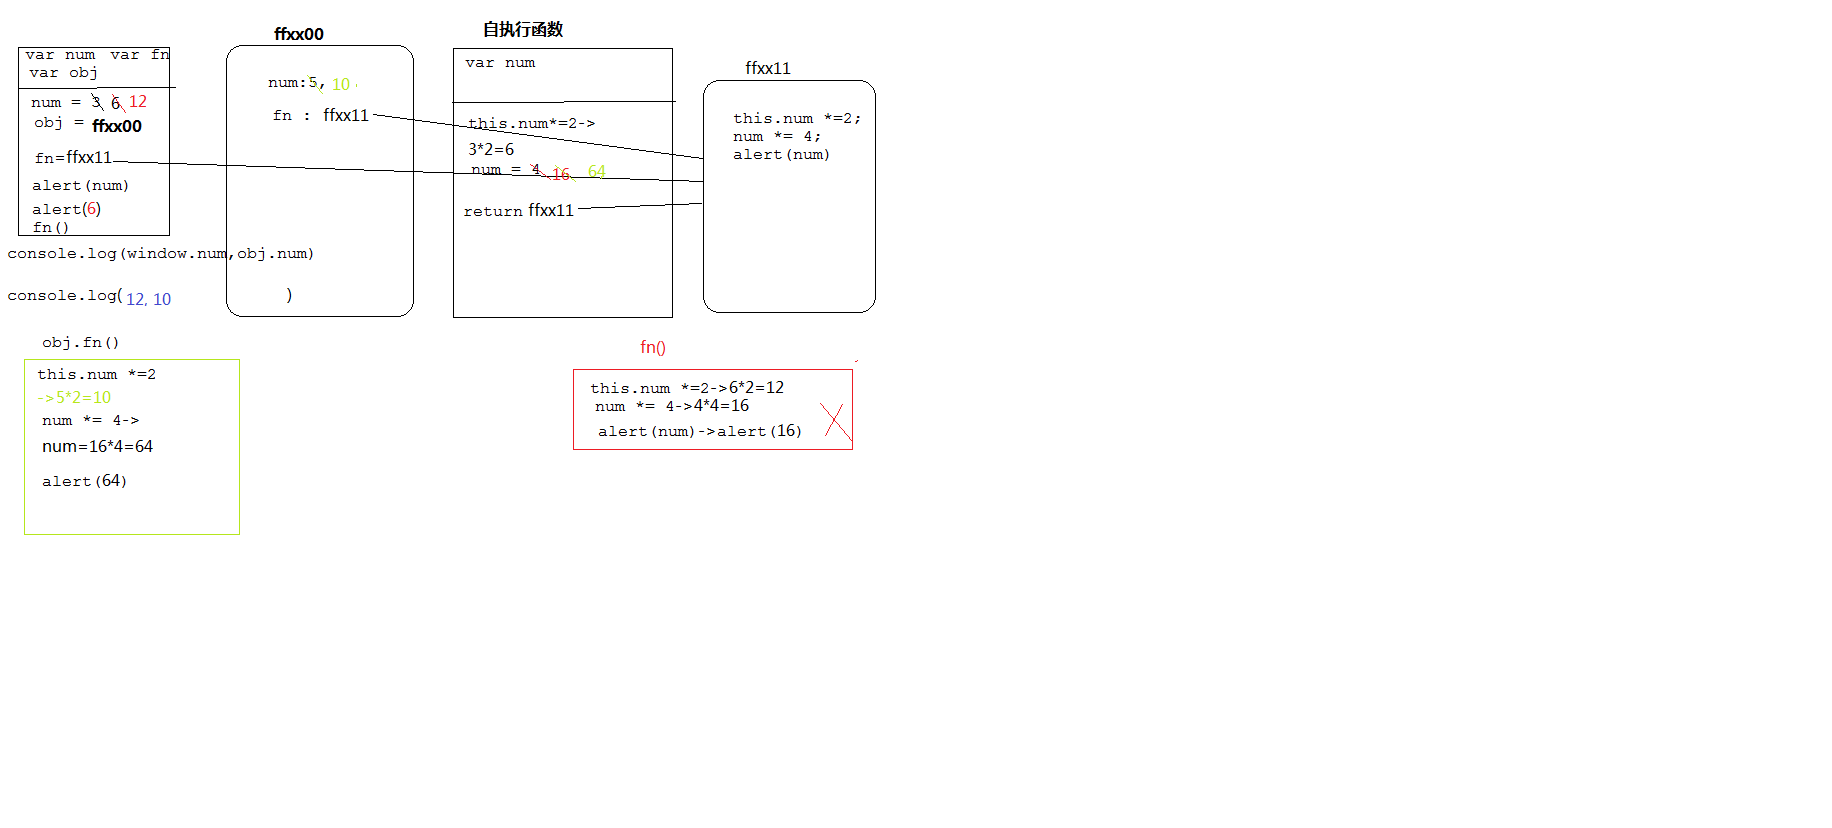 var num  var fn
var obj
num = 3 6 12
obj = ffxx00
fn=ffxx11
alert(num)
alert(6)
fn()
console.log(window.num,obj.num)
console.log( 12, 10 )
ffxx00
num:5, 10
fn : ffxx11
自执行函数
var num
this.num*=2->
3*2=6
num = 4 16 64
return ffxx11
ffxx11
this.num *=2;
num *= 4;
alert(num)
obj.fn()
this.num *=2
->5*2=10
num *= 4->
num=16*4=64
alert(64)
fn()
this.num *=2->6*2=12
num *= 4->4*4=16
alert(num)->alert(16)